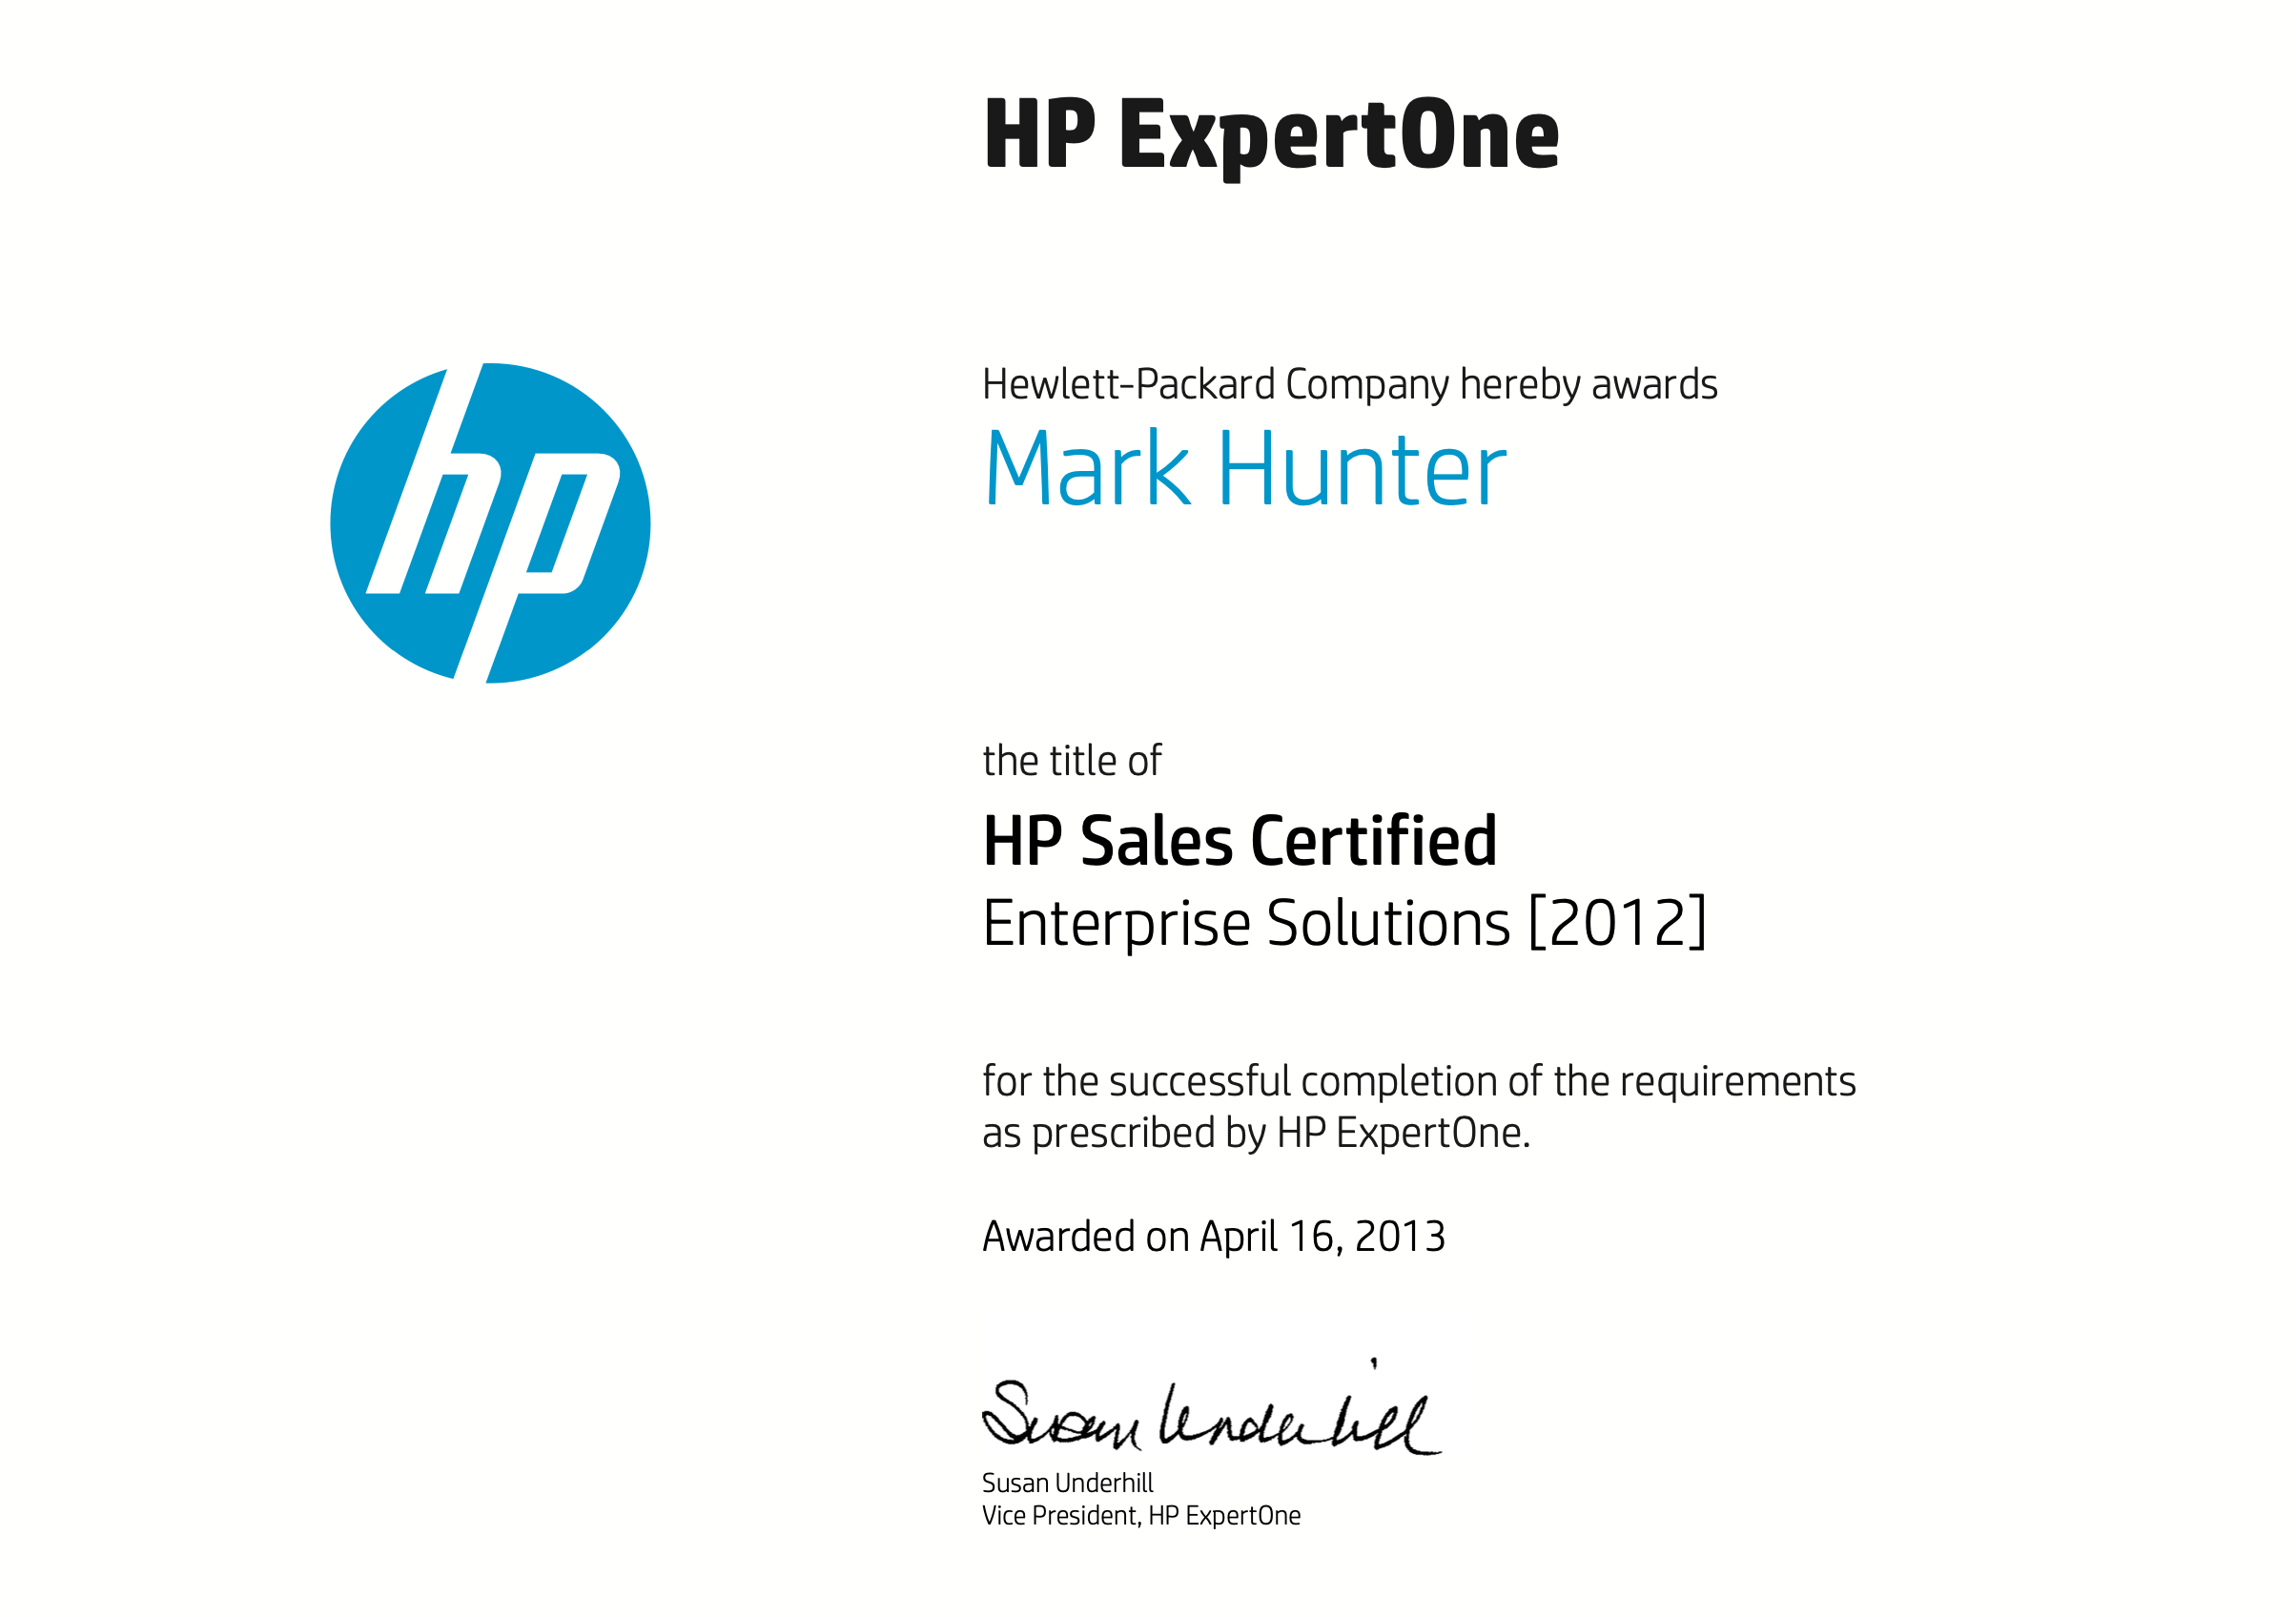 HP ExpertOne
hp
Hewlett-Packard Company hereby awards
Mark Hunter
the title of
HP Sales Certified
Enterprise Solutions [2012]
for the successful completion of the requirements
as prescribed by HP ExpertOne.
Awarded on April 16, 2013
Susan Underhill
Susan Underhill
Vice President, HP ExpertOne